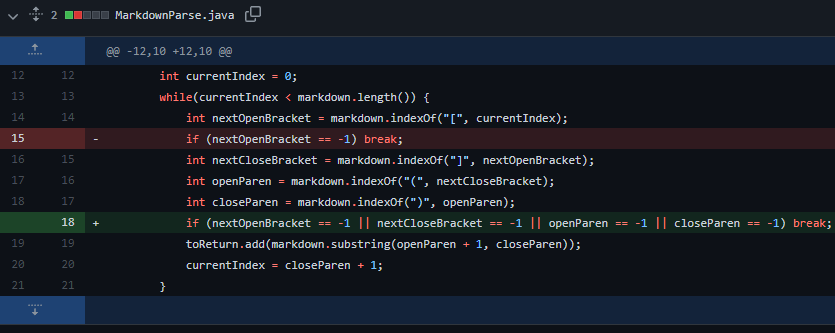 2 MarkdownParse.java
@@ -12,10 +12,10 @@
12 12 int currentIndex = 0;
13 13 while(currentIndex < markdown.length()) {
14 14 int nextOpenBracket = markdown.indexOf("[", currentIndex);
15 - if (nextOpenBracket == -1) break;
16 15 int nextCloseBracket = markdown.indexOf("]", nextOpenBracket);
17 16 int openParen = markdown.indexOf("(", nextCloseBracket);
18 17 int closeParen = markdown.indexOf(")", openParen);
18 + if (nextOpenBracket == -1 || nextCloseBracket == -1 || openParen == -1 || closeParen == -1) break;
19 19 toReturn.add(markdown.substring(openParen + 1, closeParen));
20 20 currentIndex = closeParen + 1;
21 21 }